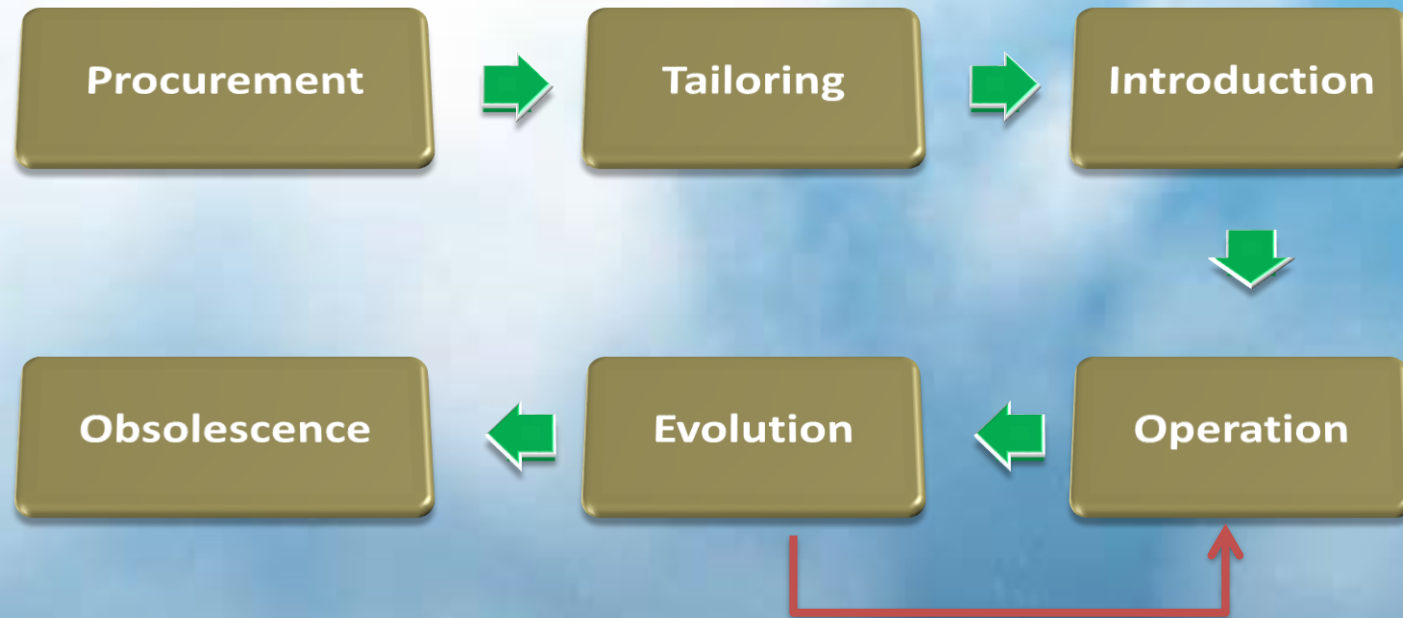 Procurement
Tailoring
Introduction
Obsolescence
Evolution
Operation